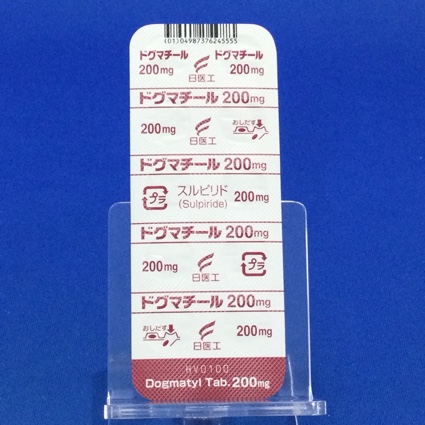 (01)04987376245555
ドグマチール ドグマチール
200mg 日医工 200mg
ドグマチール 200mg
200mg 日医工 おしだす
ドグマチール 200mg
プラ スルピリド (Sulpiride) 200mg
ドグマチール 200mg
200mg 日医工 プラ
ドグマチール 200mg
おしだす 日医工 200mg
HV0100
Dogmatyl Tab.200mg